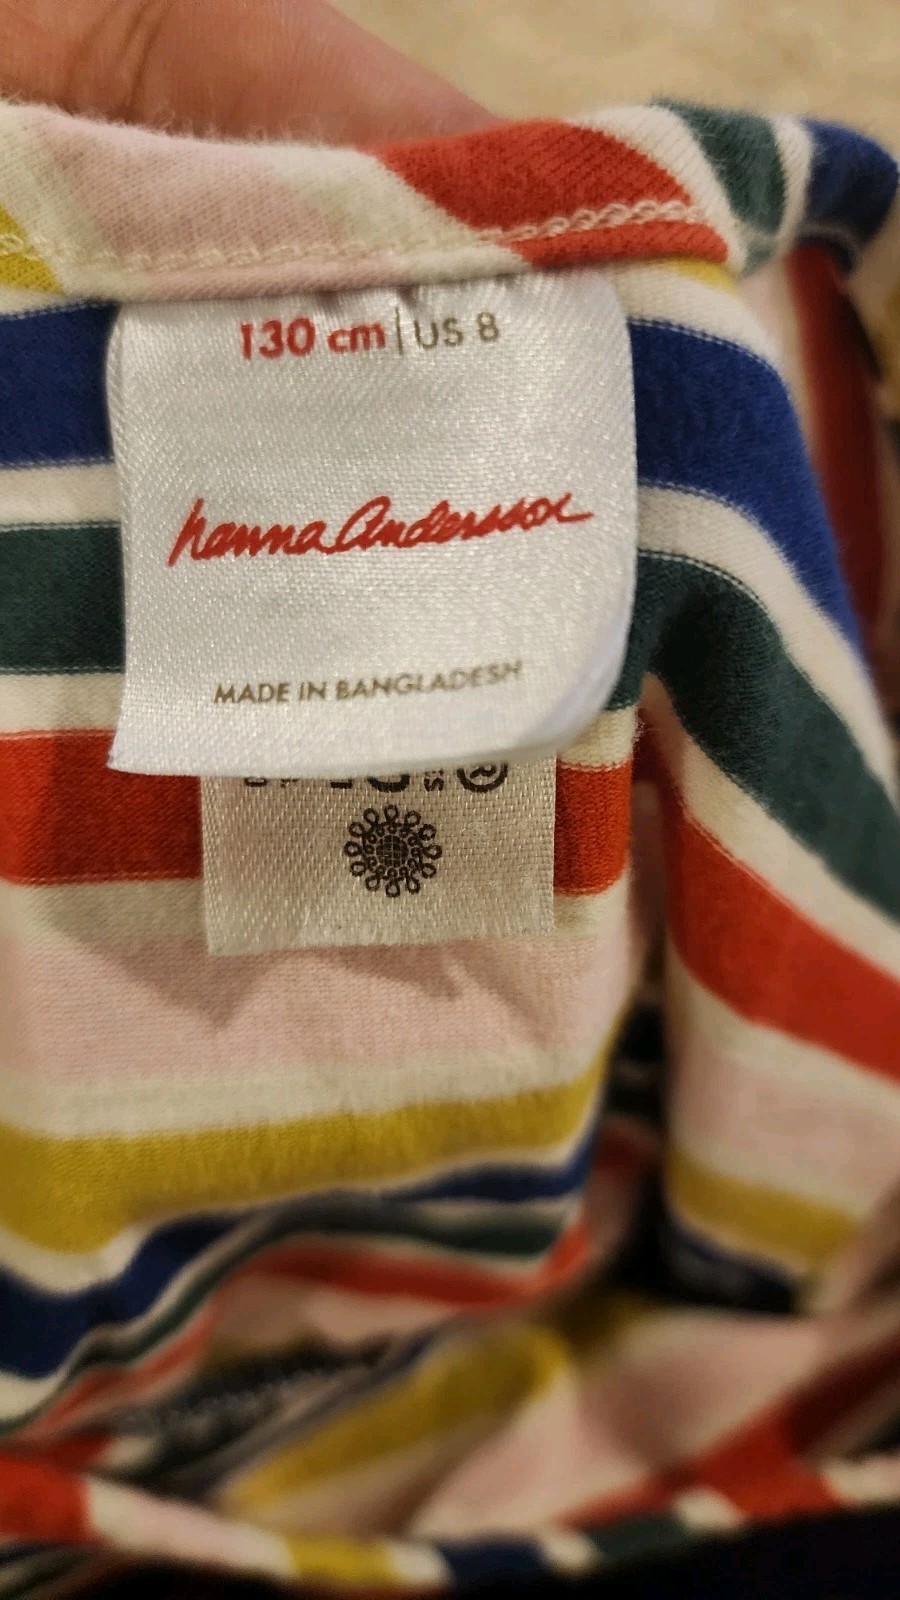 130 cm | US 8
hanna Andersson
MADE IN BANGLADESH